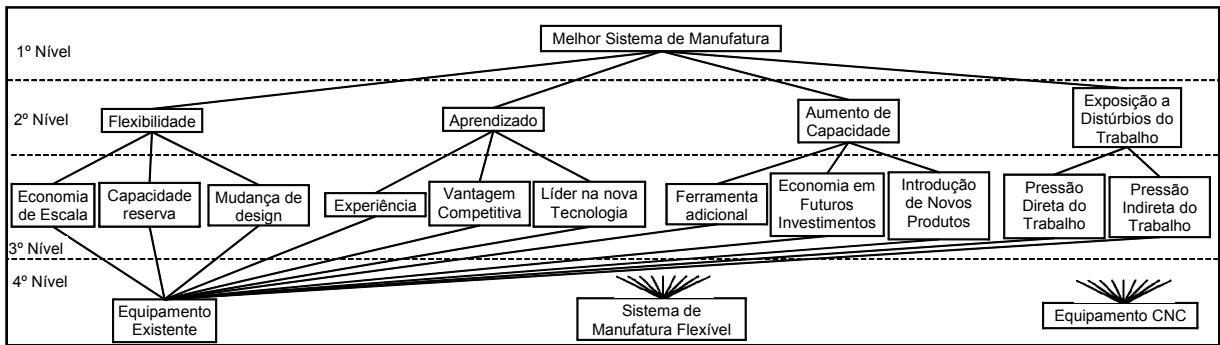 1º Nível
Melhor Sistema de Manufatura
2º Nível
Flexibilidade
Aprendizado
Aumento de
Capacidade
Exposição a
Distúrbios do
Trabalho
Economia
de Escala
Capacidade
reserva
Mudança de
design
Experiência
Vantagem
Competitiva
Líder na nova
Tecnologia
Ferramenta
adicional
Economia em
Futuros
Investimentos
Introdução
de Novos
Produtos
Pressão
Direta do
Trabalho
Pressão
Indireta do
Trabalho
3º Nível
4º Nível
Equipamento
Existente
Sistema de
Manufatura Flexível
Equipamento CNC